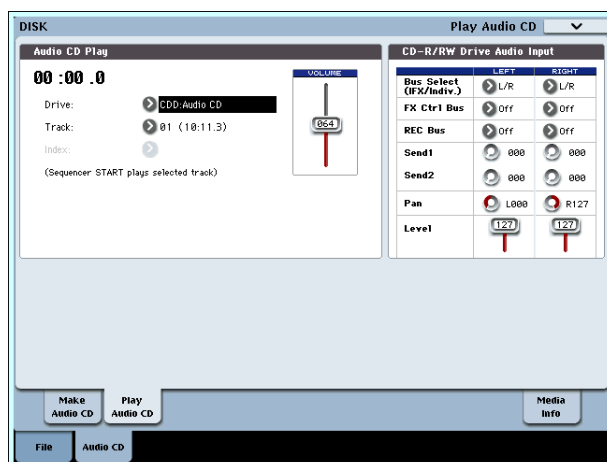 DISK
Play Audio CD
Audio CD Play
00 :00 .0
Drive: CDD:Audio CD
Track: 01 (10:11.3)
Index:
(Sequencer START plays selected track)
VOLUME
064
CD-R/RW Drive Audio Input
LEFT RIGHT
Bus Select (IFX/Indiv.) L/R L/R
FX Ctrl Bus Off Off
REC Bus Off Off
Send1 000 000
Send2 000 000
Pan L000 R127
Level 127 127
Make Audio CD
Play Audio CD
Media Info
File
Audio CD